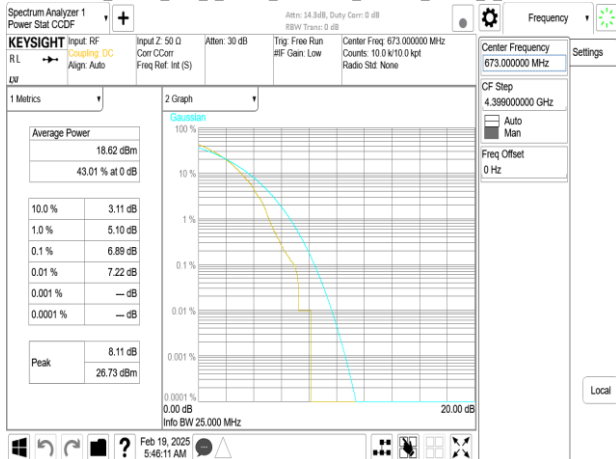 Spectrum Analyzer 1
Power Stat CCDF
Attn: 14.3dB, Duty Corr: 0 dB
RBW Trans: 0 dB
Frequency
KEYSIGHT
RL
LXI
Input: RF
Coupling: DC
Align: Auto
Input Z: 50 Ω
Corr CCorr
Freq Ref: Int (S)
Atten: 30 dB
Trig: Free Run
#IF Gain: Low
Center Freq: 673.000000 MHz
Counts: 10.0 k/10.0 kpt
Radio Std: None
Center Frequency
673.000000 MHz
Settings
CF Step
4.399000000 GHz
Auto
Man
Freq Offset
0 Hz
1 Metrics
Average Power
18.62 dBm
43.01 % at 0 dB
10.0 % 3.11 dB
1.0 % 5.10 dB
0.1 % 6.89 dB
0.01 % 7.22 dB
0.001 % --- dB
0.0001 % --- dB
Peak
8.11 dB
26.73 dBm
2 Graph
Gaussian
100 %
10 %
1 %
0.1 %
0.01 %
0.001 %
0.0001 %
0.00 dB
20.00 dB
Info BW 25.000 MHz
Local
?
Feb 19, 2025
5:46:11 AM